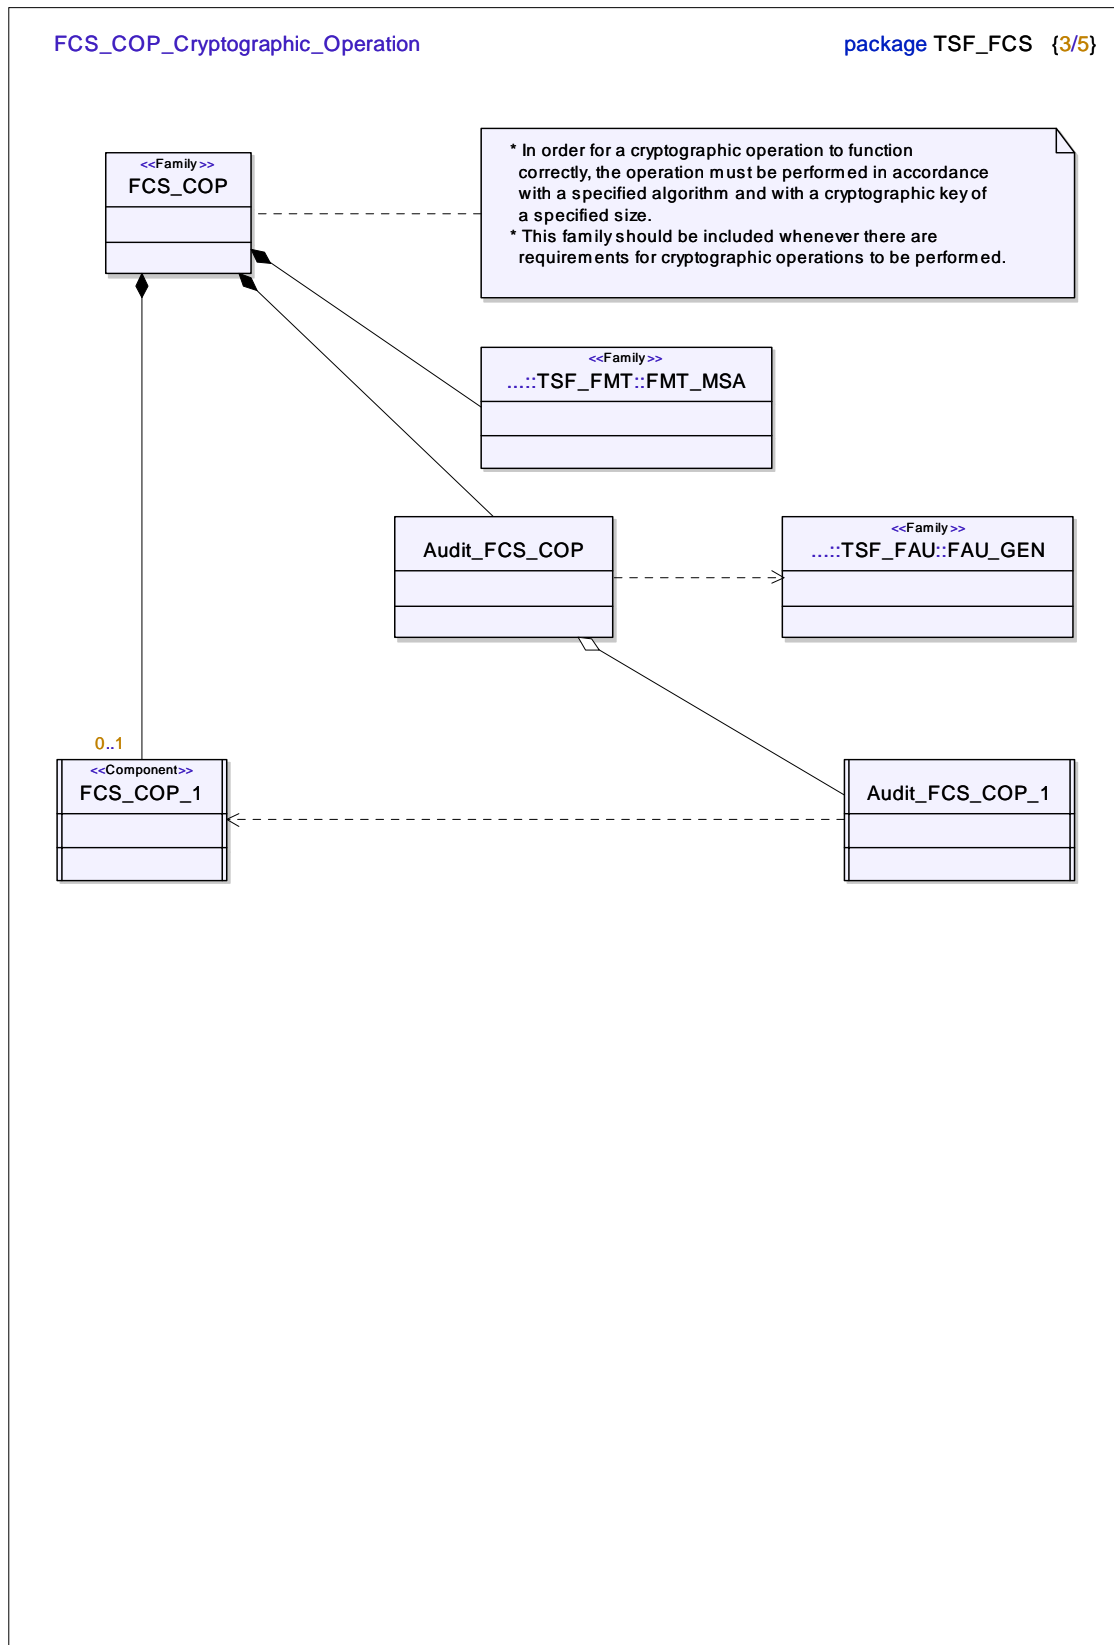 FCS_COP_Cryptographic_Operation
package TSF_FCS {3/5}
<<Family>>
FCS_COP
* In order for a cryptographic operation to function
correctly, the operation must be performed in accordance
with a specified algorithm and with a cryptographic key of
a specified size.
* This family should be included whenever there are
requirements for cryptographic operations to be performed.
<<Family>>
...::TSF_FMT::FMT_MSA
Audit_FCS_COP
<<Family>>
...::TSF_FAU::FAU_GEN
0..1
<<Component>>
FCS_COP_1
Audit_FCS_COP_1